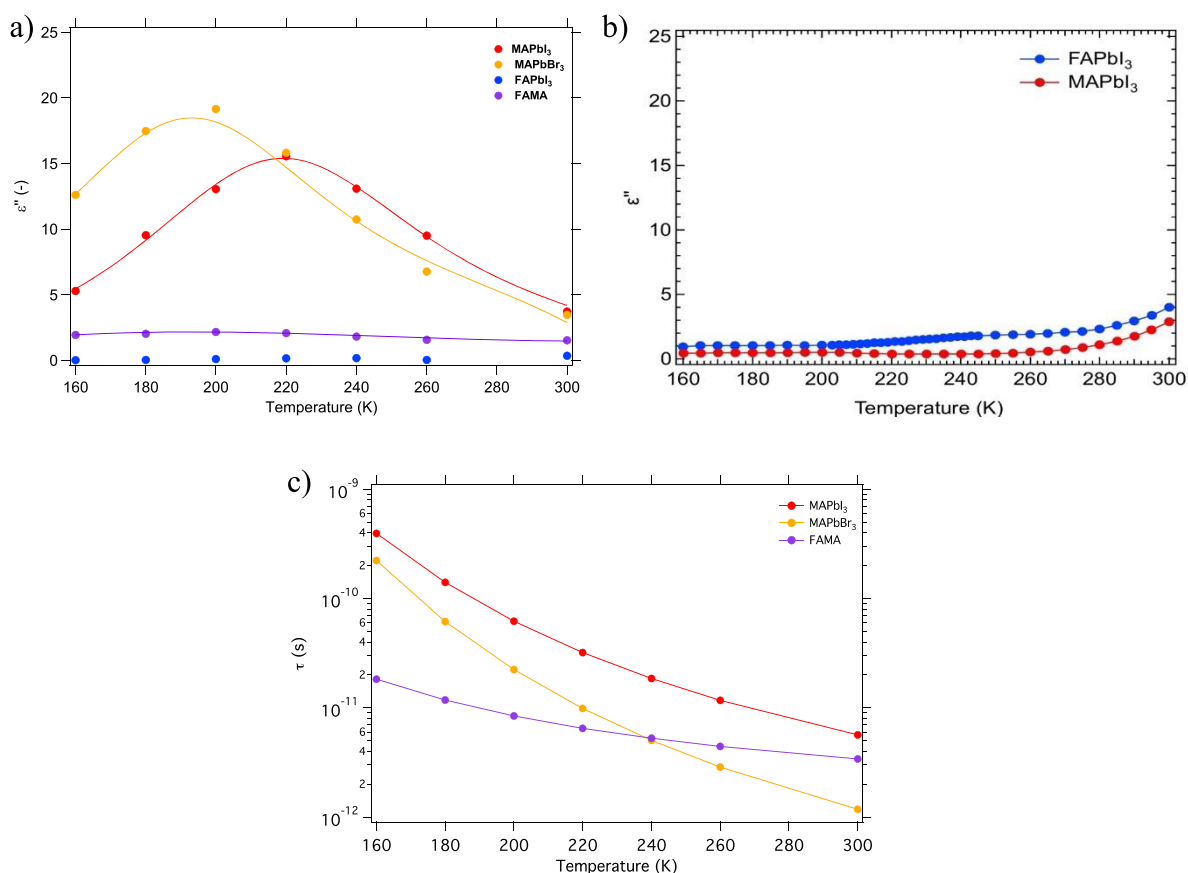 a)
25
20
15
10
5
0
ε'' (-)
MAPbI3
MAPbBr3
FAPbI3
FAMA
160 180 200 220 240 260 280 300
Temperature (K)
b)
25
20
15
10
5
0
ε''
FAPbI3
MAPbI3
160 180 200 220 240 260 280 300
Temperature (K)
c)
10-9
6
4
2
10-10
6
4
2
10-11
6
4
2
10-12
τ (s)
MAPbI3
MAPbBr3
FAMA
160 180 200 220 240 260 280 300
Temperature (K)